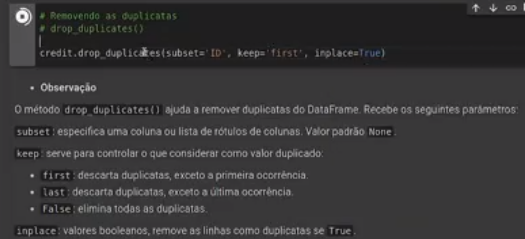 # Removendo as duplicatas
# drop_duplicates()
credit.drop_duplicates(subset='ID', keep='first', inplace=True)
• Observação
O método drop_duplicates() ajuda a remover duplicatas do DataFrame. Recebe os seguintes parâmetros:
subset: especifica uma coluna ou lista de rótulos de colunas. Valor padrão None.
keep: serve para controlar o que considerar como valor duplicado:
• first: descarta duplicatas, exceto a primeira ocorrência.
• last: descarta duplicatas, exceto a última ocorrência.
• False: elimina todas as duplicatas.
inplace: valores booleanos, remove as linhas como duplicatas se True.